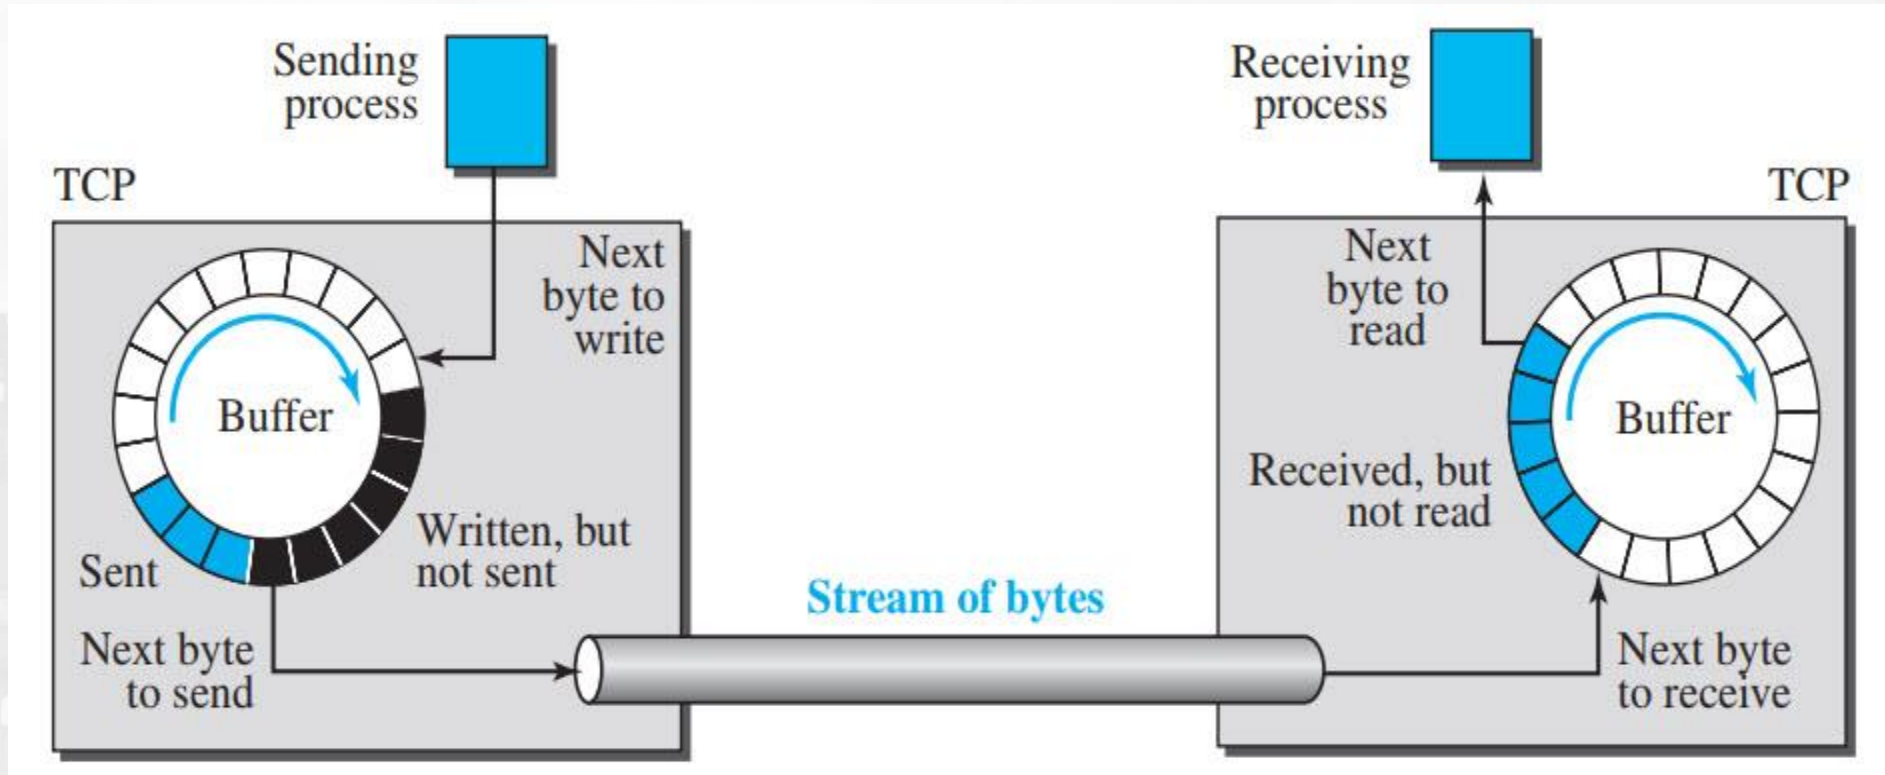 Sending
process
TCP
Next
byte to
write
Buffer
Written, but
not sent
Sent
Next byte
to send
Stream of bytes
Receiving
process
TCP
Next
byte to
read
Buffer
Received, but
not read
Next byte
to receive